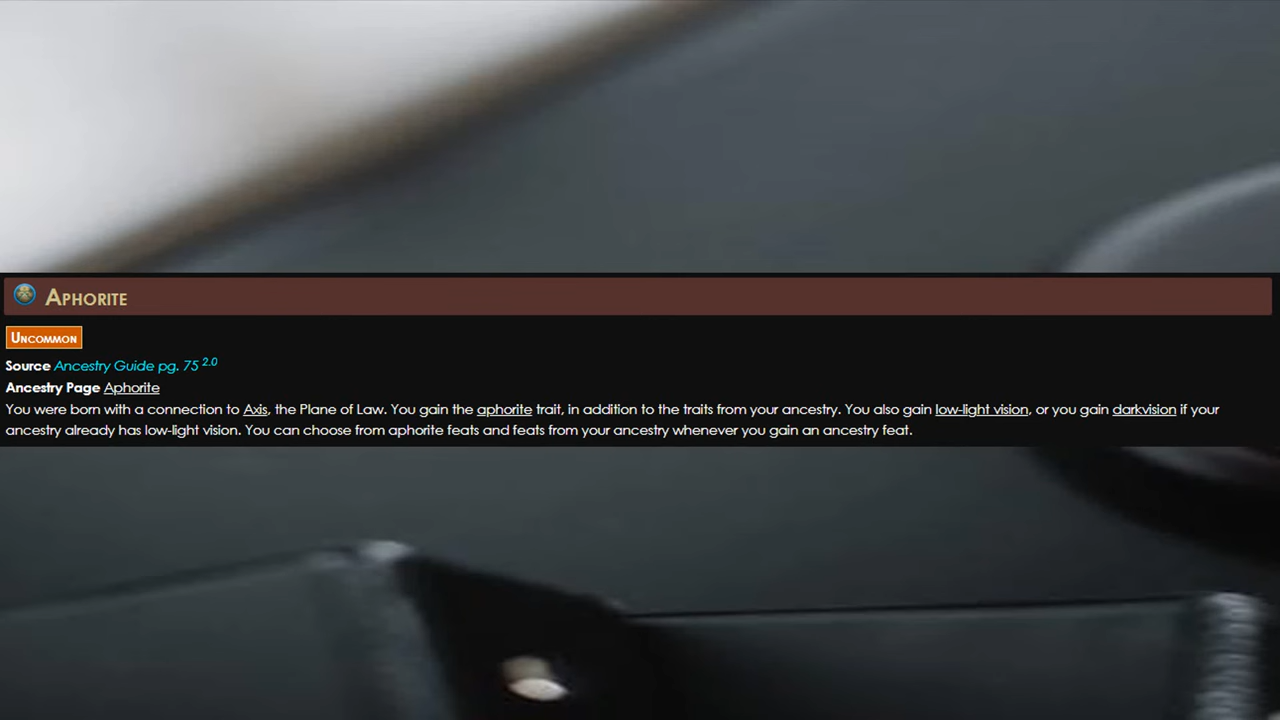 Aphorite
Uncommon
Source Ancestry Guide pg. 75 2.0
Ancestry Page Aphorite
You were born with a connection to Axis, the Plane of Law. You gain the aphorite trait, in addition to the traits from your ancestry. You also gain low-light vision, or you gain darkvision if your
ancestry already has low-light vision. You can choose from aphorite feats and feats from your ancestry whenever you gain an ancestry feat.